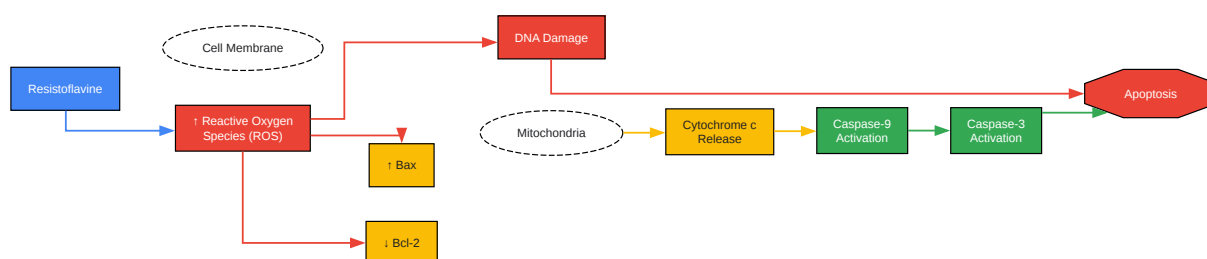 Cell Membrane
DNA Damage
Resistoflavine
Apoptosis
↑ Reactive Oxygen
Species (ROS)
Mitochondria
Cytochrome c
Release
Caspase-9
Activation
Caspase-3
Activation
↑ Bax
↓ Bcl-2